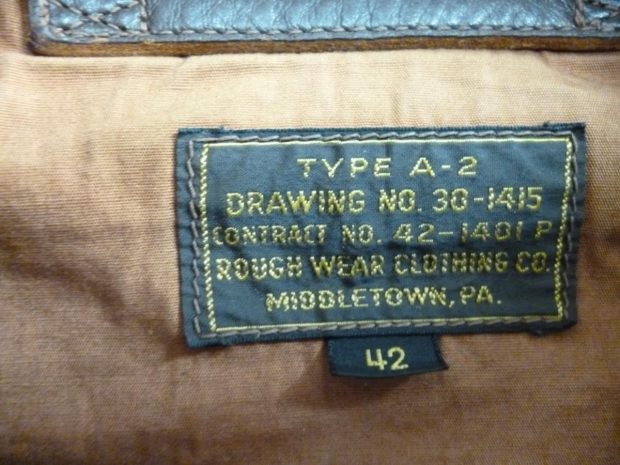 TYPE A-2
DRAWING NO. 30-1415
CONTRACT NO. 42-1401 P
ROUGH WEAR CLOTHING CO.
MIDDLETOWN, PA.
42